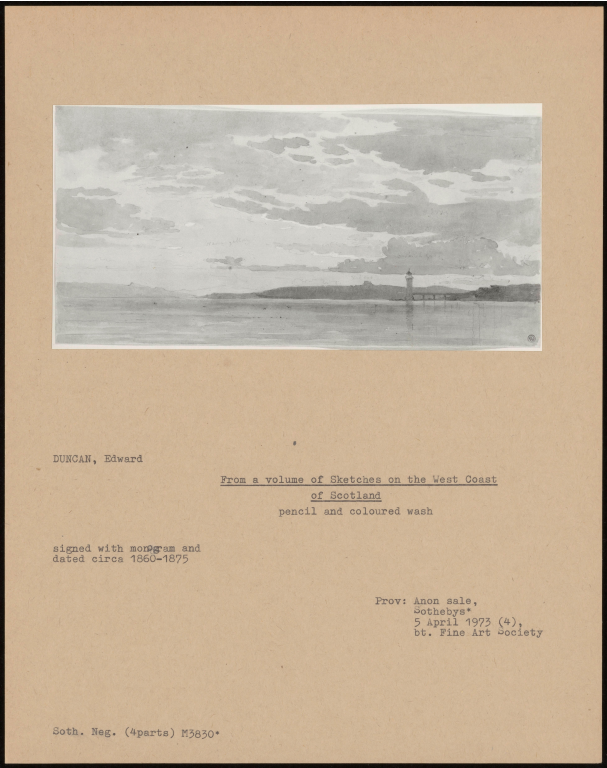 DUNCAN, Edward
From a volume of Sketches on the West Coast
of Scotland
pencil and coloured wash
signed with monogram and
dated circa 1860-1875
Prov: Anon sale,
Sothebys*
5 April 1973 (4),
bt. Fine Art Society
Soth. Neg. (4parts) M3830*